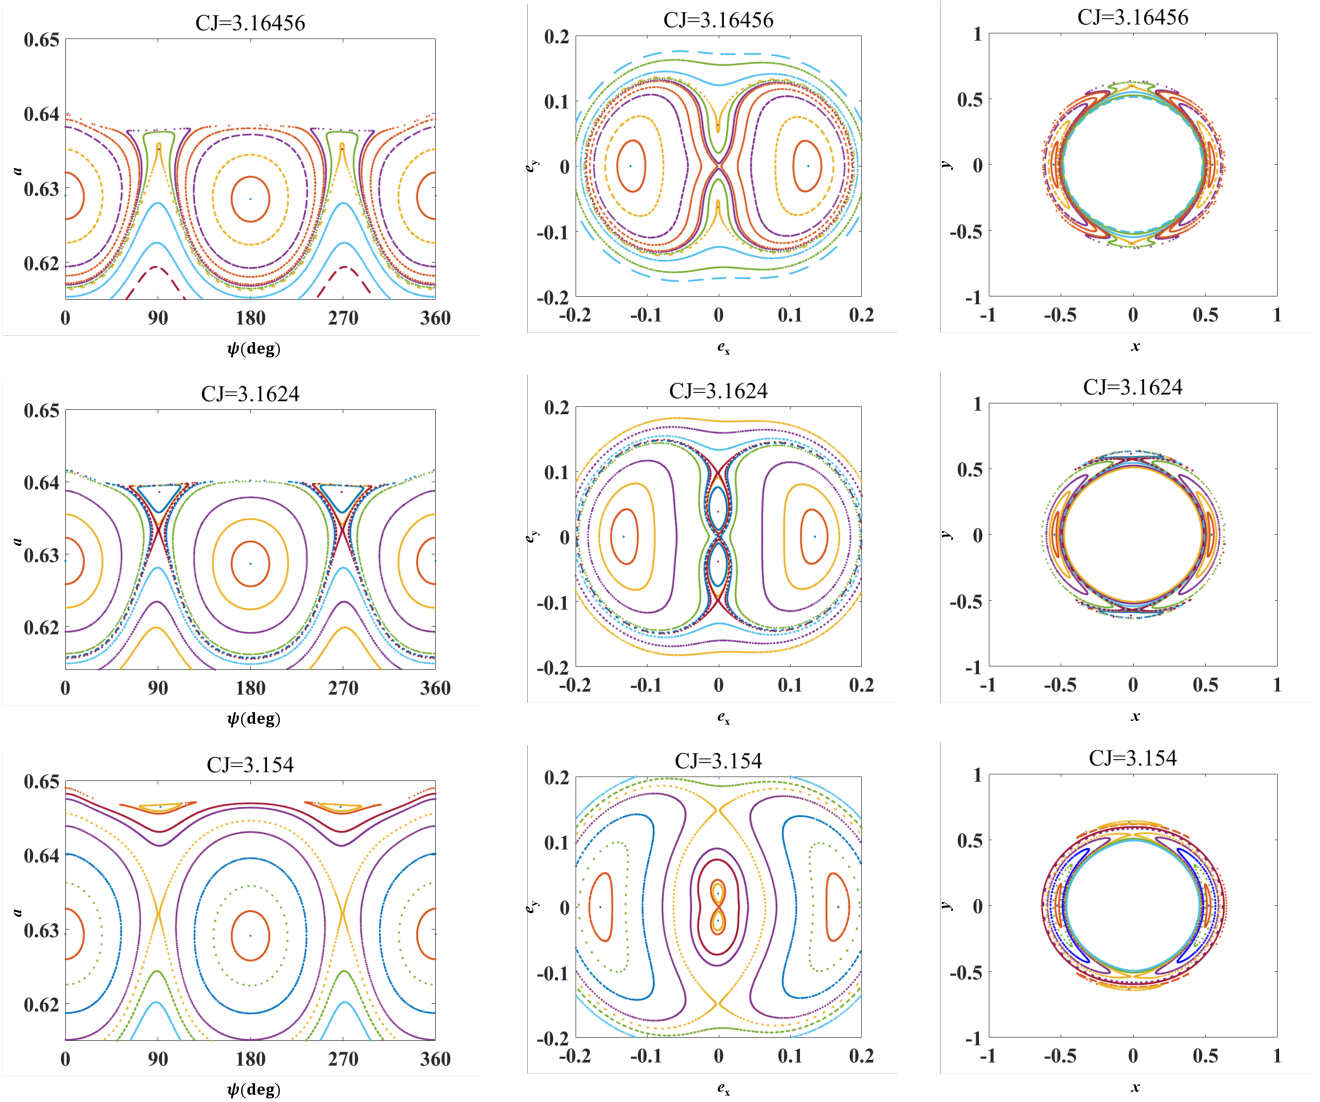 CJ=3.16456
0.65
0.64
0.63
0.62
a
0 90 180 270 360
ψ(deg)
CJ=3.16456
0.2
0.1
0
-0.1
-0.2
e_y
-0.2 -0.1 0 0.1 0.2
e_x
CJ=3.16456
1
0.5
0
-0.5
-1
y
-1 -0.5 0 0.5 1
x
CJ=3.1624
0.65
0.64
0.63
0.62
a
0 90 180 270 360
ψ(deg)
CJ=3.1624
0.2
0.1
0
-0.1
-0.2
e_y
-0.2 -0.1 0 0.1 0.2
e_x
CJ=3.1624
1
0.5
0
-0.5
-1
y
-1 -0.5 0 0.5 1
x
CJ=3.154
0.65
0.64
0.63
0.62
a
0 90 180 270 360
ψ(deg)
CJ=3.154
0.2
0.1
0
-0.1
-0.2
e_y
-0.2 -0.1 0 0.1 0.2
e_x
CJ=3.154
1
0.5
0
-0.5
-1
y
-1 -0.5 0 0.5 1
x